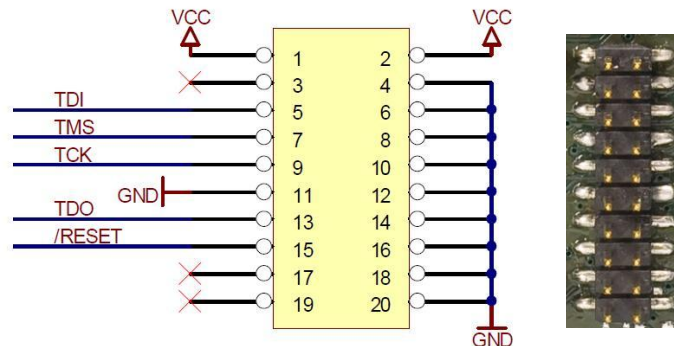 VCC VCC
1 2
3 4
TDI 5 6
TMS 7 8
TCK 9 10
GND 11 12
TDO 13 14
/RESET 15 16
17 18
19 20
GND